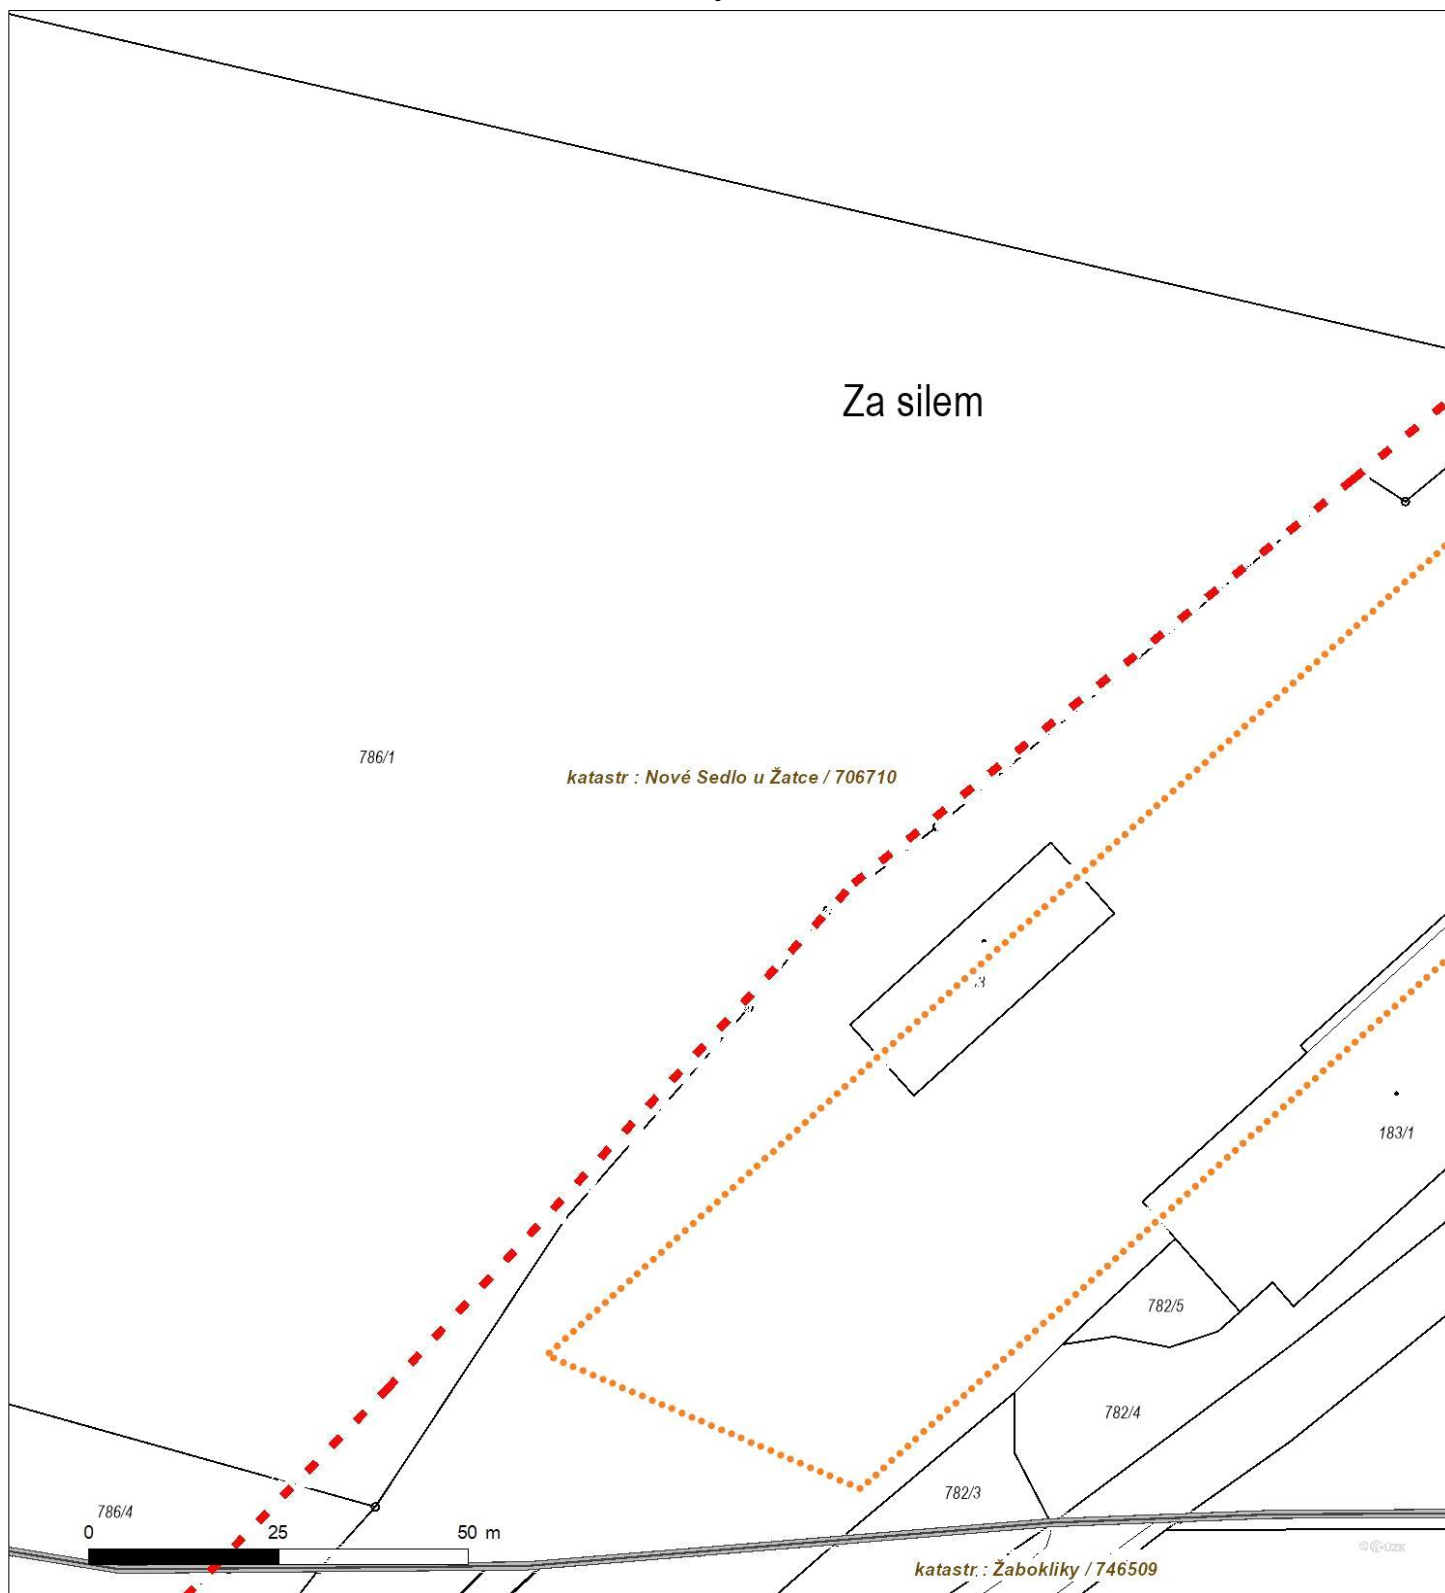 Za silem
786/1
katastr : Nové Sedlo u Žatce / 706710
/3
183/1
782/5
782/4
782/3
786/4
0 25 50 m
katastr : Žabokliky / 746509